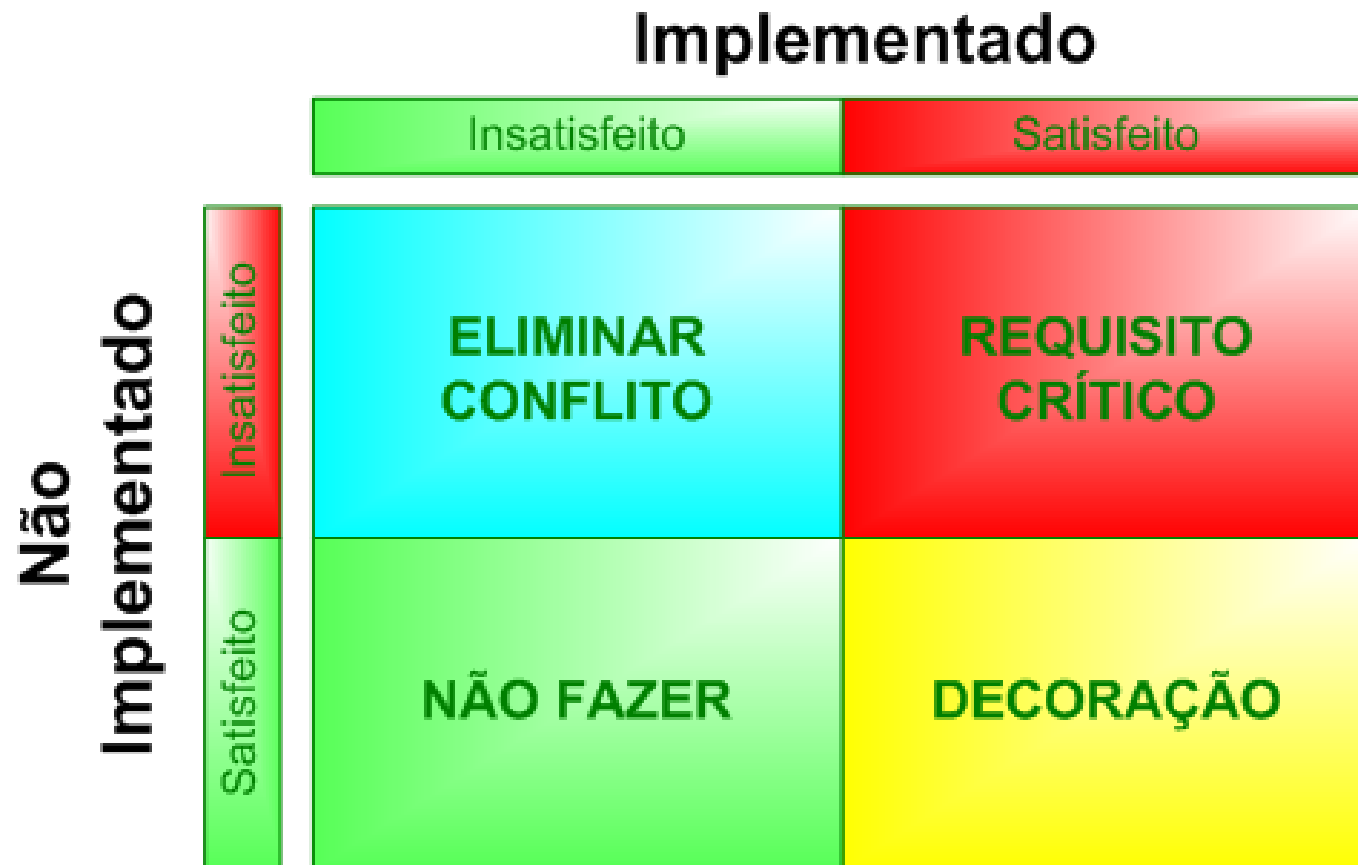 Implementado
Insatisfeito
Satisfeito
Não
Implementado
Insatisfeito
Satisfeito
ELIMINAR
CONFLITO
REQUISITO
CRÍTICO
NÃO FAZER
DECORAÇÃO